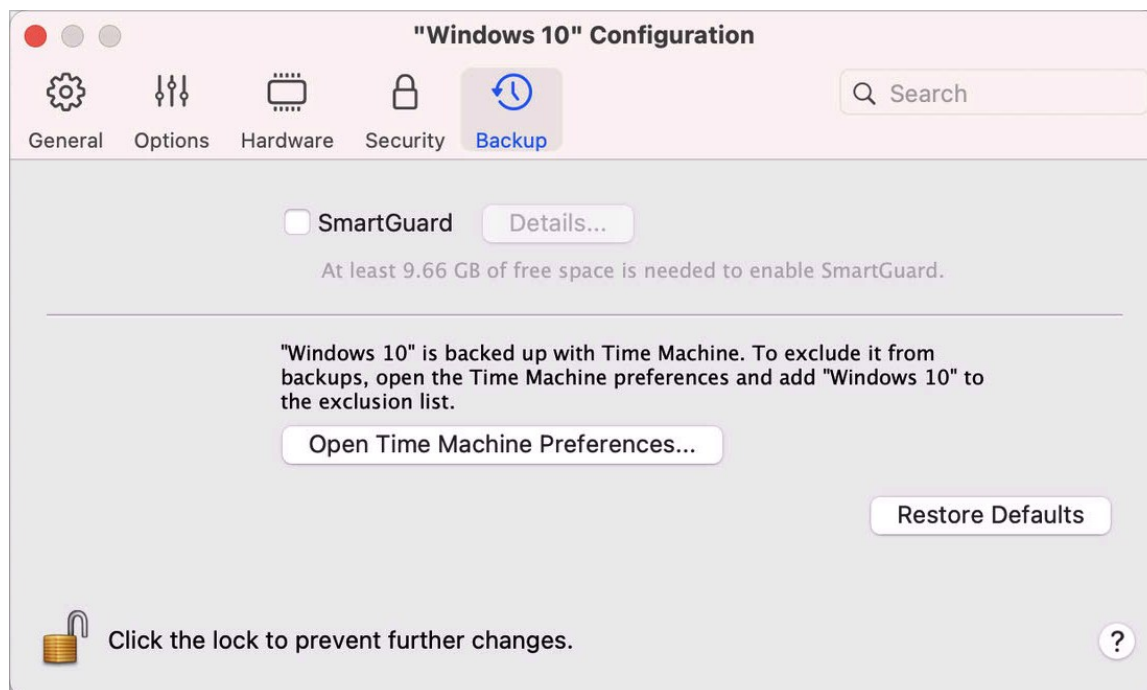 "Windows 10" Configuration
General Options Hardware Security Backup
Search
SmartGuard Details...
At least 9.66 GB of free space is needed to enable SmartGuard.
"Windows 10" is backed up with Time Machine. To exclude it from
backups, open the Time Machine preferences and add "Windows 10" to
the exclusion list.
Open Time Machine Preferences...
Restore Defaults
Click the lock to prevent further changes.
?